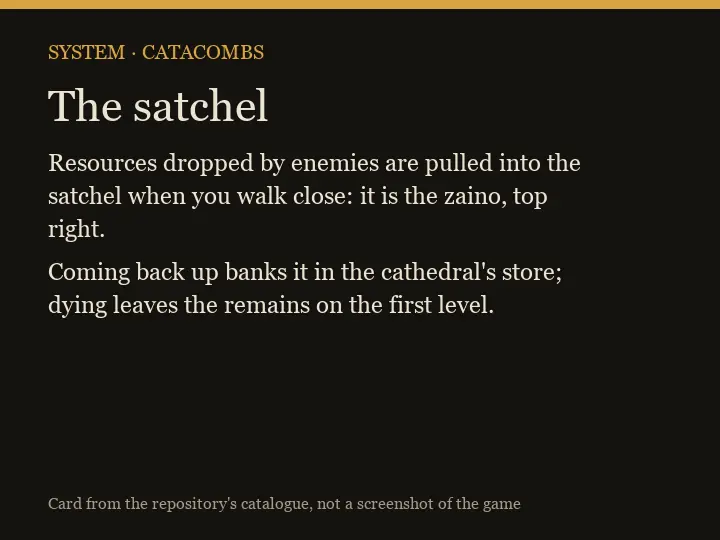 SYSTEM · CATACOMBS
The satchel
Resources dropped by enemies are pulled into the
satchel when you walk close: it is the zaino, top
right.
Coming back up banks it in the cathedral's store;
dying leaves the remains on the first level.
Card from the repository's catalogue, not a screenshot of the game